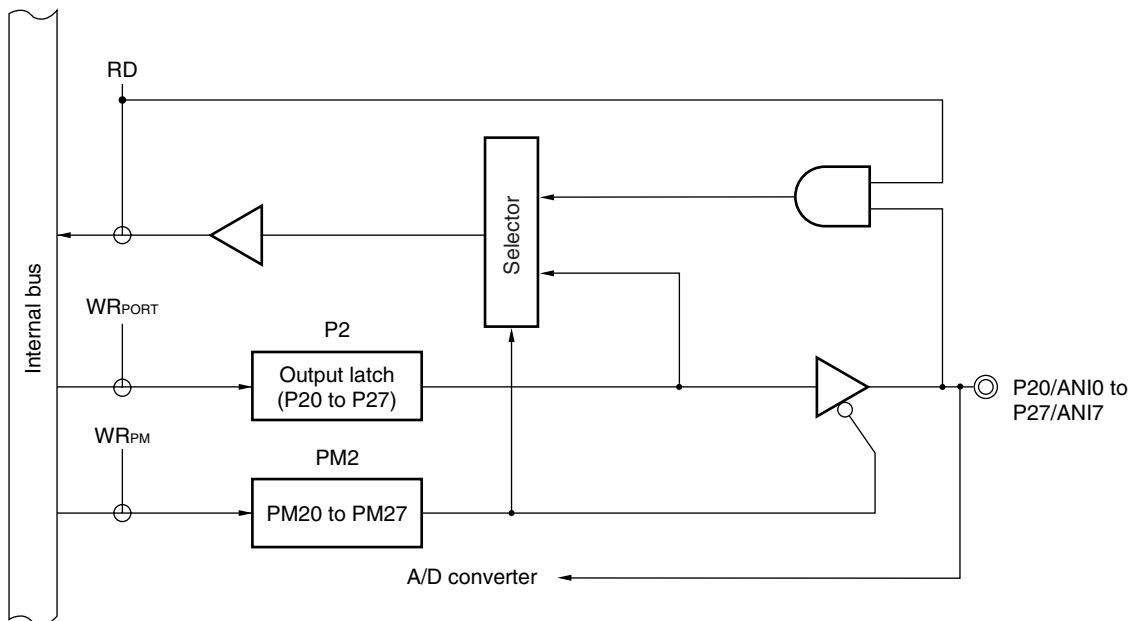 RD
Selector
Internal bus
WRPORT
P2
Output latch
(P20 to P27)
P20/ANI0 to
P27/ANI7
WRPM
PM2
PM20 to PM27
A/D converter